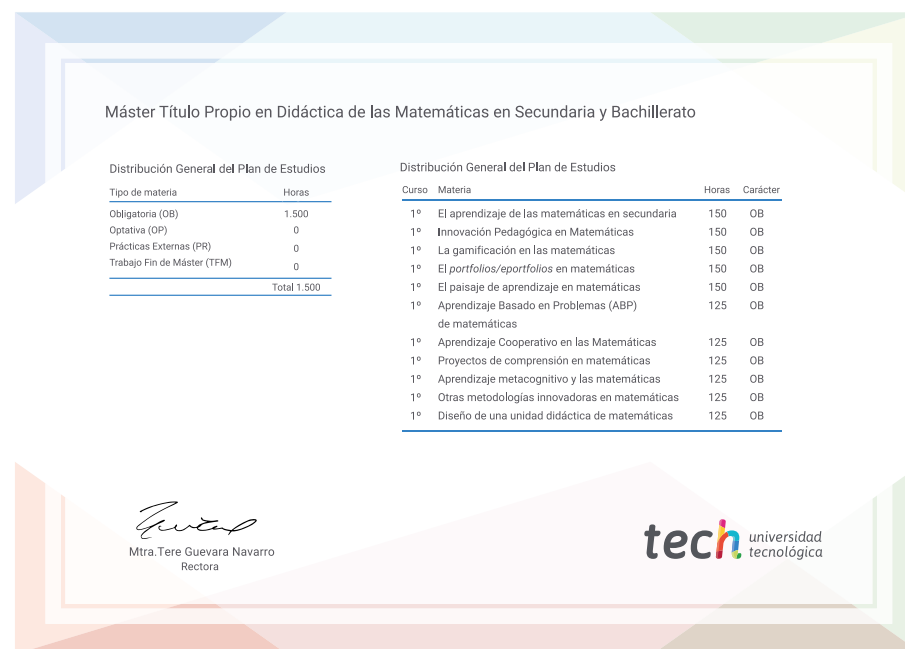 Máster Título Propio en Didáctica de las Matemáticas en Secundaria y Bachillerato
Distribución General del Plan de Estudios
Tipo de materia Horas
Obligatoria (OB) 1.500
Optativa (OP) 0
Prácticas Externas (PR) 0
Trabajo Fin de Máster (TFM) 0
Total 1.500
Distribución General del Plan de Estudios
Curso Materia Horas Carácter
1º El aprendizaje de las matemáticas en secundaria 150 OB
1º Innovación Pedagógica en Matemáticas 150 OB
1º La gamificación en las matemáticas 150 OB
1º El portfolios/eportfolios en matemáticas 150 OB
1º El paisaje de aprendizaje en matemáticas 150 OB
1º Aprendizaje Basado en Problemas (ABP) 125 OB
de matemáticas
1º Aprendizaje Cooperativo en las Matemáticas 125 OB
1º Proyectos de comprensión en matemáticas 125 OB
1º Aprendizaje metacognitivo y las matemáticas 125 OB
1º Otras metodologías innovadoras en matemáticas 125 OB
1º Diseño de una unidad didáctica de matemáticas 125 OB
Mtra.Tere Guevara Navarro
Rectora
tech universidad
tecnológica